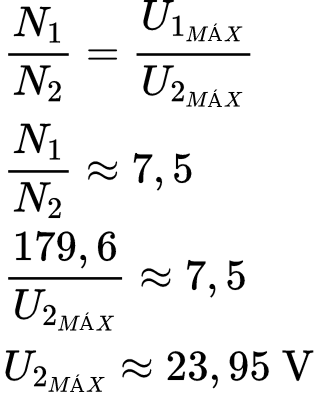 N₁/N₂ = U₁ₘÁₓ/U₂ₘÁₓ
N₁/N₂ ≈ 7,5
179,6/U₂ₘÁₓ ≈ 7,5
U₂ₘÁₓ ≈ 23,95 V